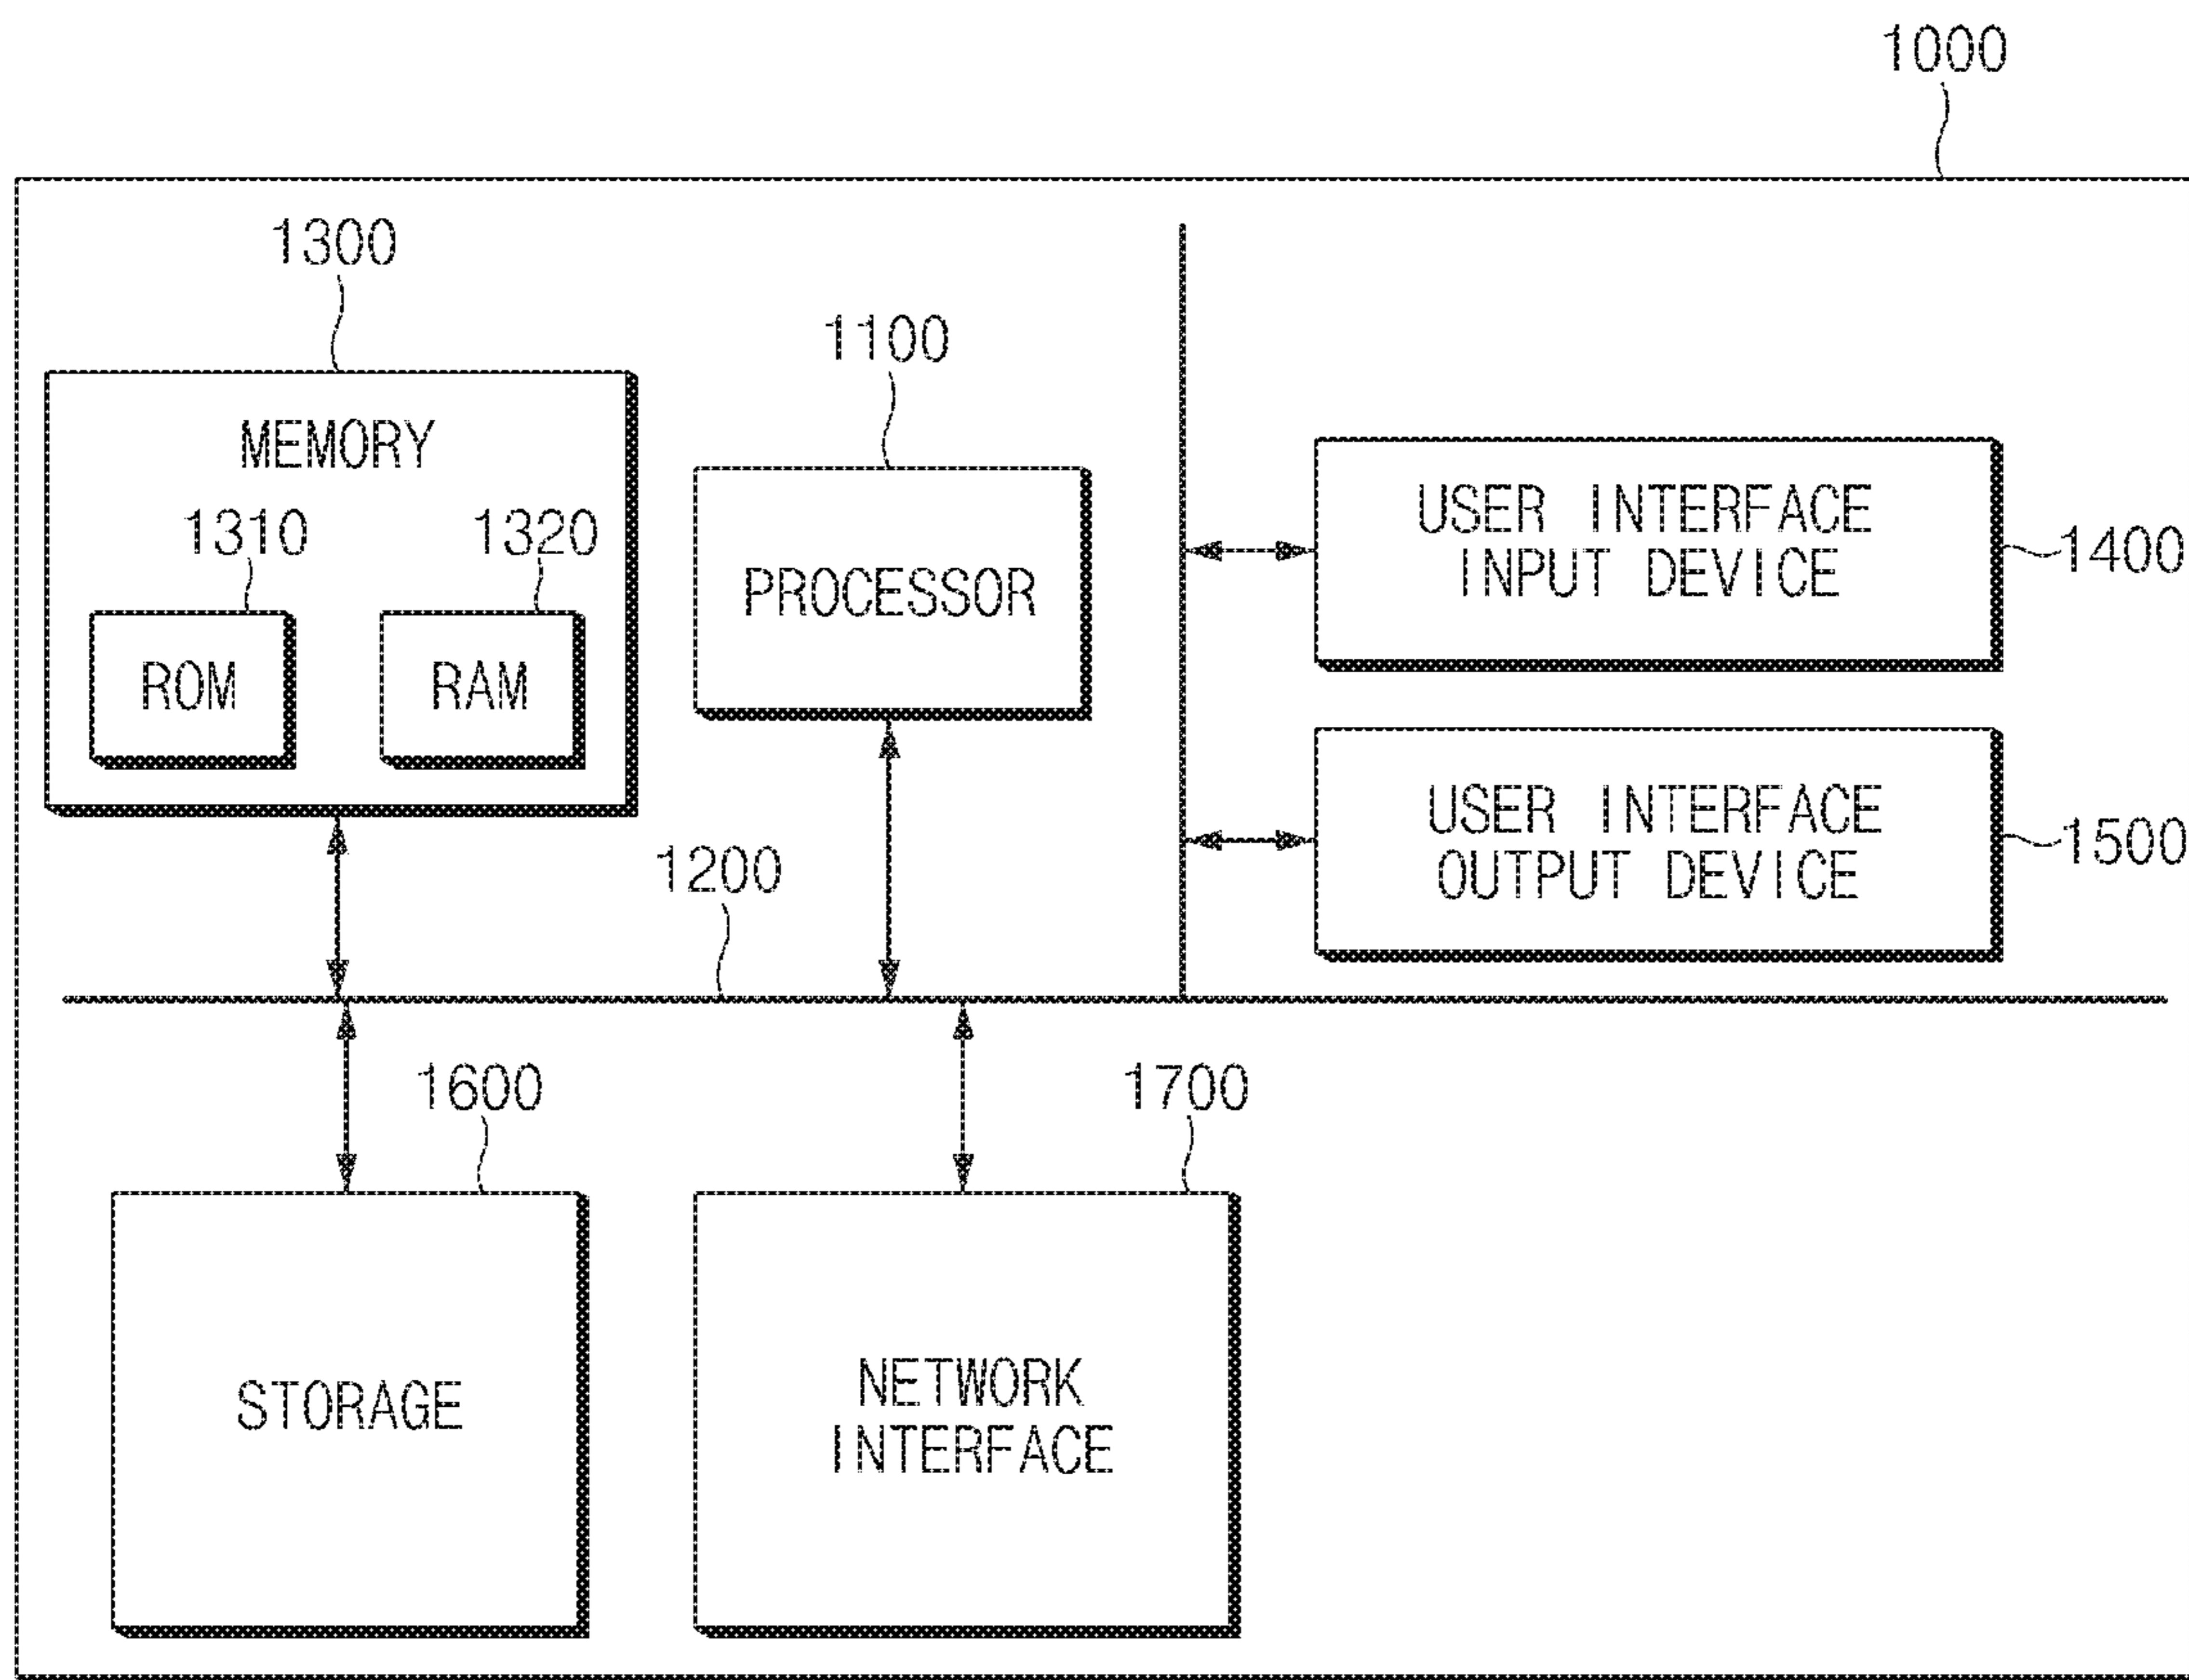 1000
1300
1100
MEMORY
1310
1320
ROM
RAM
PROCESSOR
USER INTERFACE
INPUT DEVICE
1400
USER INTERFACE
OUTPUT DEVICE
1500
1200
1600
1700
STORAGE
NETWORK
INTERFACE